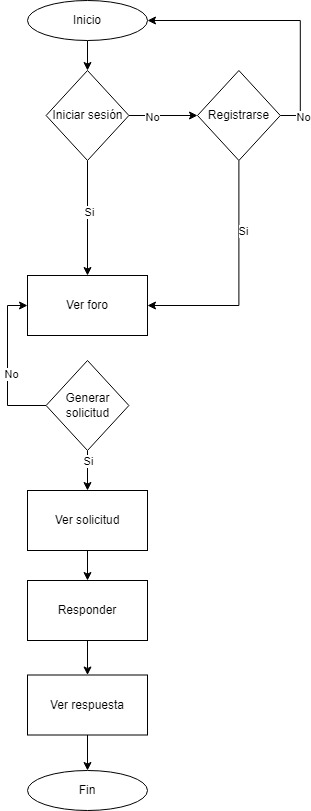 Inicio
Iniciar sesión
No
Registrarse
No
Si
Si
Ver foro
No
Generar
solicitud
Si
Ver solicitud
Responder
Ver respuesta
Fin